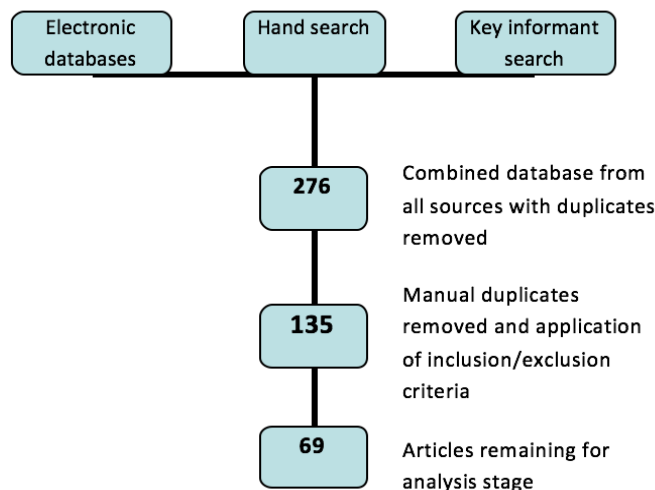 Electronic
databases
Hand search
Key informant
search
276
Combined database from
all sources with duplicates
removed
135
Manual duplicates
removed and application
of inclusion/exclusion
criteria
69
Articles remaining for
analysis stage